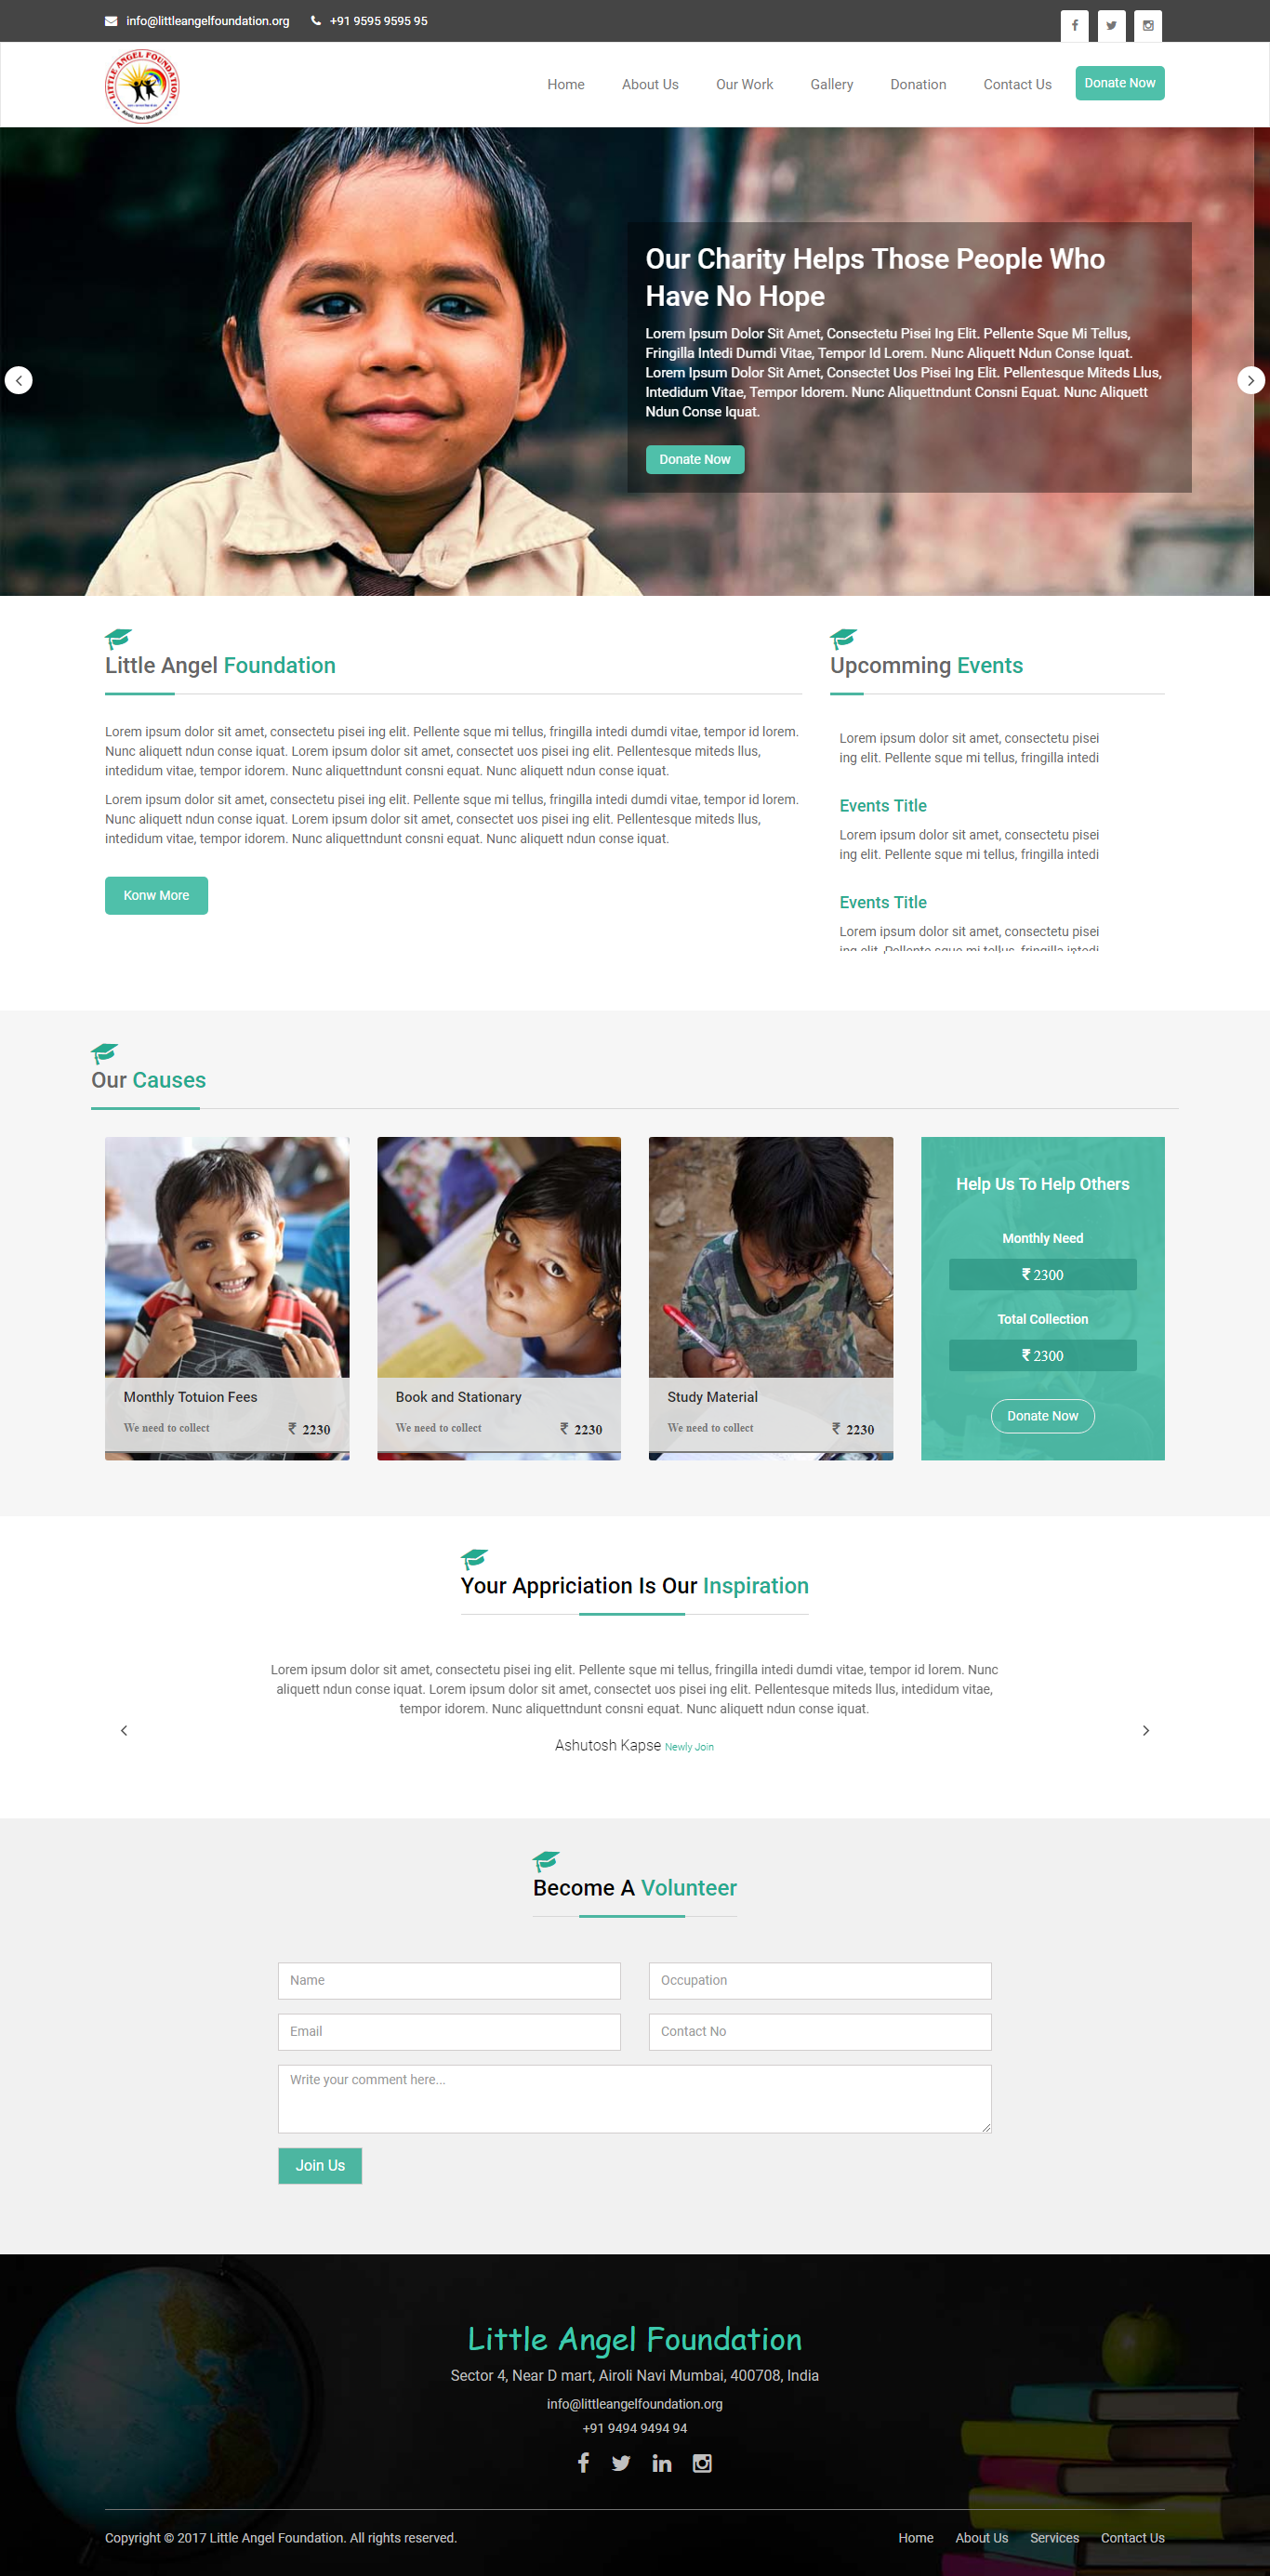 info@littleangelfoundation.org +91 9595 9595 95
LITTLE ANGEL FOUNDATION
Airoli, Navi Mumbai
Home About Us Our Work Gallery Donation Contact Us Donate Now
Our Charity Helps Those People Who
Have No Hope
Lorem Ipsum Dolor Sit Amet, Consectetu Pisei Ing Elit. Pellente Sque Mi Tellus,
Fringilla Intedi Dumdi Vitae, Tempor Id Lorem. Nunc Aliquett Ndun Conse Iquat.
Lorem Ipsum Dolor Sit Amet, Consectet Uos Pisei Ing Elit. Pellentesque Miteds Llus,
Intedidum Vitae, Tempor Idorem. Nunc Aliquettndunt Consni Equat. Nunc Aliquett
Ndun Conse Iquat.
Donate Now
Little Angel Foundation
Lorem ipsum dolor sit amet, consectetu pisei ing elit. Pellente sque mi tellus, fringilla intedi dumdi vitae, tempor id lorem.
Nunc aliquett ndun conse iquat. Lorem ipsum dolor sit amet, consectet uos pisei ing elit. Pellentesque miteds llus,
intedidum vitae, tempor idorem. Nunc aliquettndunt consni equat. Nunc aliquett ndun conse iquat.
Lorem ipsum dolor sit amet, consectetu pisei ing elit. Pellente sque mi tellus, fringilla intedi dumdi vitae, tempor id lorem.
Nunc aliquett ndun conse iquat. Lorem ipsum dolor sit amet, consectet uos pisei ing elit. Pellentesque miteds llus,
intedidum vitae, tempor idorem. Nunc aliquettndunt consni equat. Nunc aliquett ndun conse iquat.
Konw More
Upcomming Events
Lorem ipsum dolor sit amet, consectetu pisei
ing elit. Pellente sque mi tellus, fringilla intedi
Events Title
Lorem ipsum dolor sit amet, consectetu pisei
ing elit. Pellente sque mi tellus, fringilla intedi
Events Title
Lorem ipsum dolor sit amet, consectetu pisei
ing elit. Pellente sque mi tellus, fringilla intedi
Our Causes
Monthly Totuion Fees
We need to collect ₹ 2230
Book and Stationary
We need to collect ₹ 2230
Study Material
We need to collect ₹ 2230
Help Us To Help Others
Monthly Need
₹ 2300
Total Collection
₹ 2300
Donate Now
Your Appriciation Is Our Inspiration
Lorem ipsum dolor sit amet, consectetu pisei ing elit. Pellente sque mi tellus, fringilla intedi dumdi vitae, tempor id lorem. Nunc
aliquett ndun conse iquat. Lorem ipsum dolor sit amet, consectet uos pisei ing elit. Pellentesque miteds llus, intedidum vitae,
tempor idorem. Nunc aliquettndunt consni equat. Nunc aliquett ndun conse iquat.
Ashutosh Kapse Newly Join
Become A Volunteer
Name Occupation
Email Contact No
Write your comment here...
Join Us
Little Angel Foundation
Sector 4, Near D mart, Airoli Navi Mumbai, 400708, India
info@littleangelfoundation.org
+91 9494 9494 94
Copyright © 2017 Little Angel Foundation. All rights reserved. Home About Us Services Contact Us